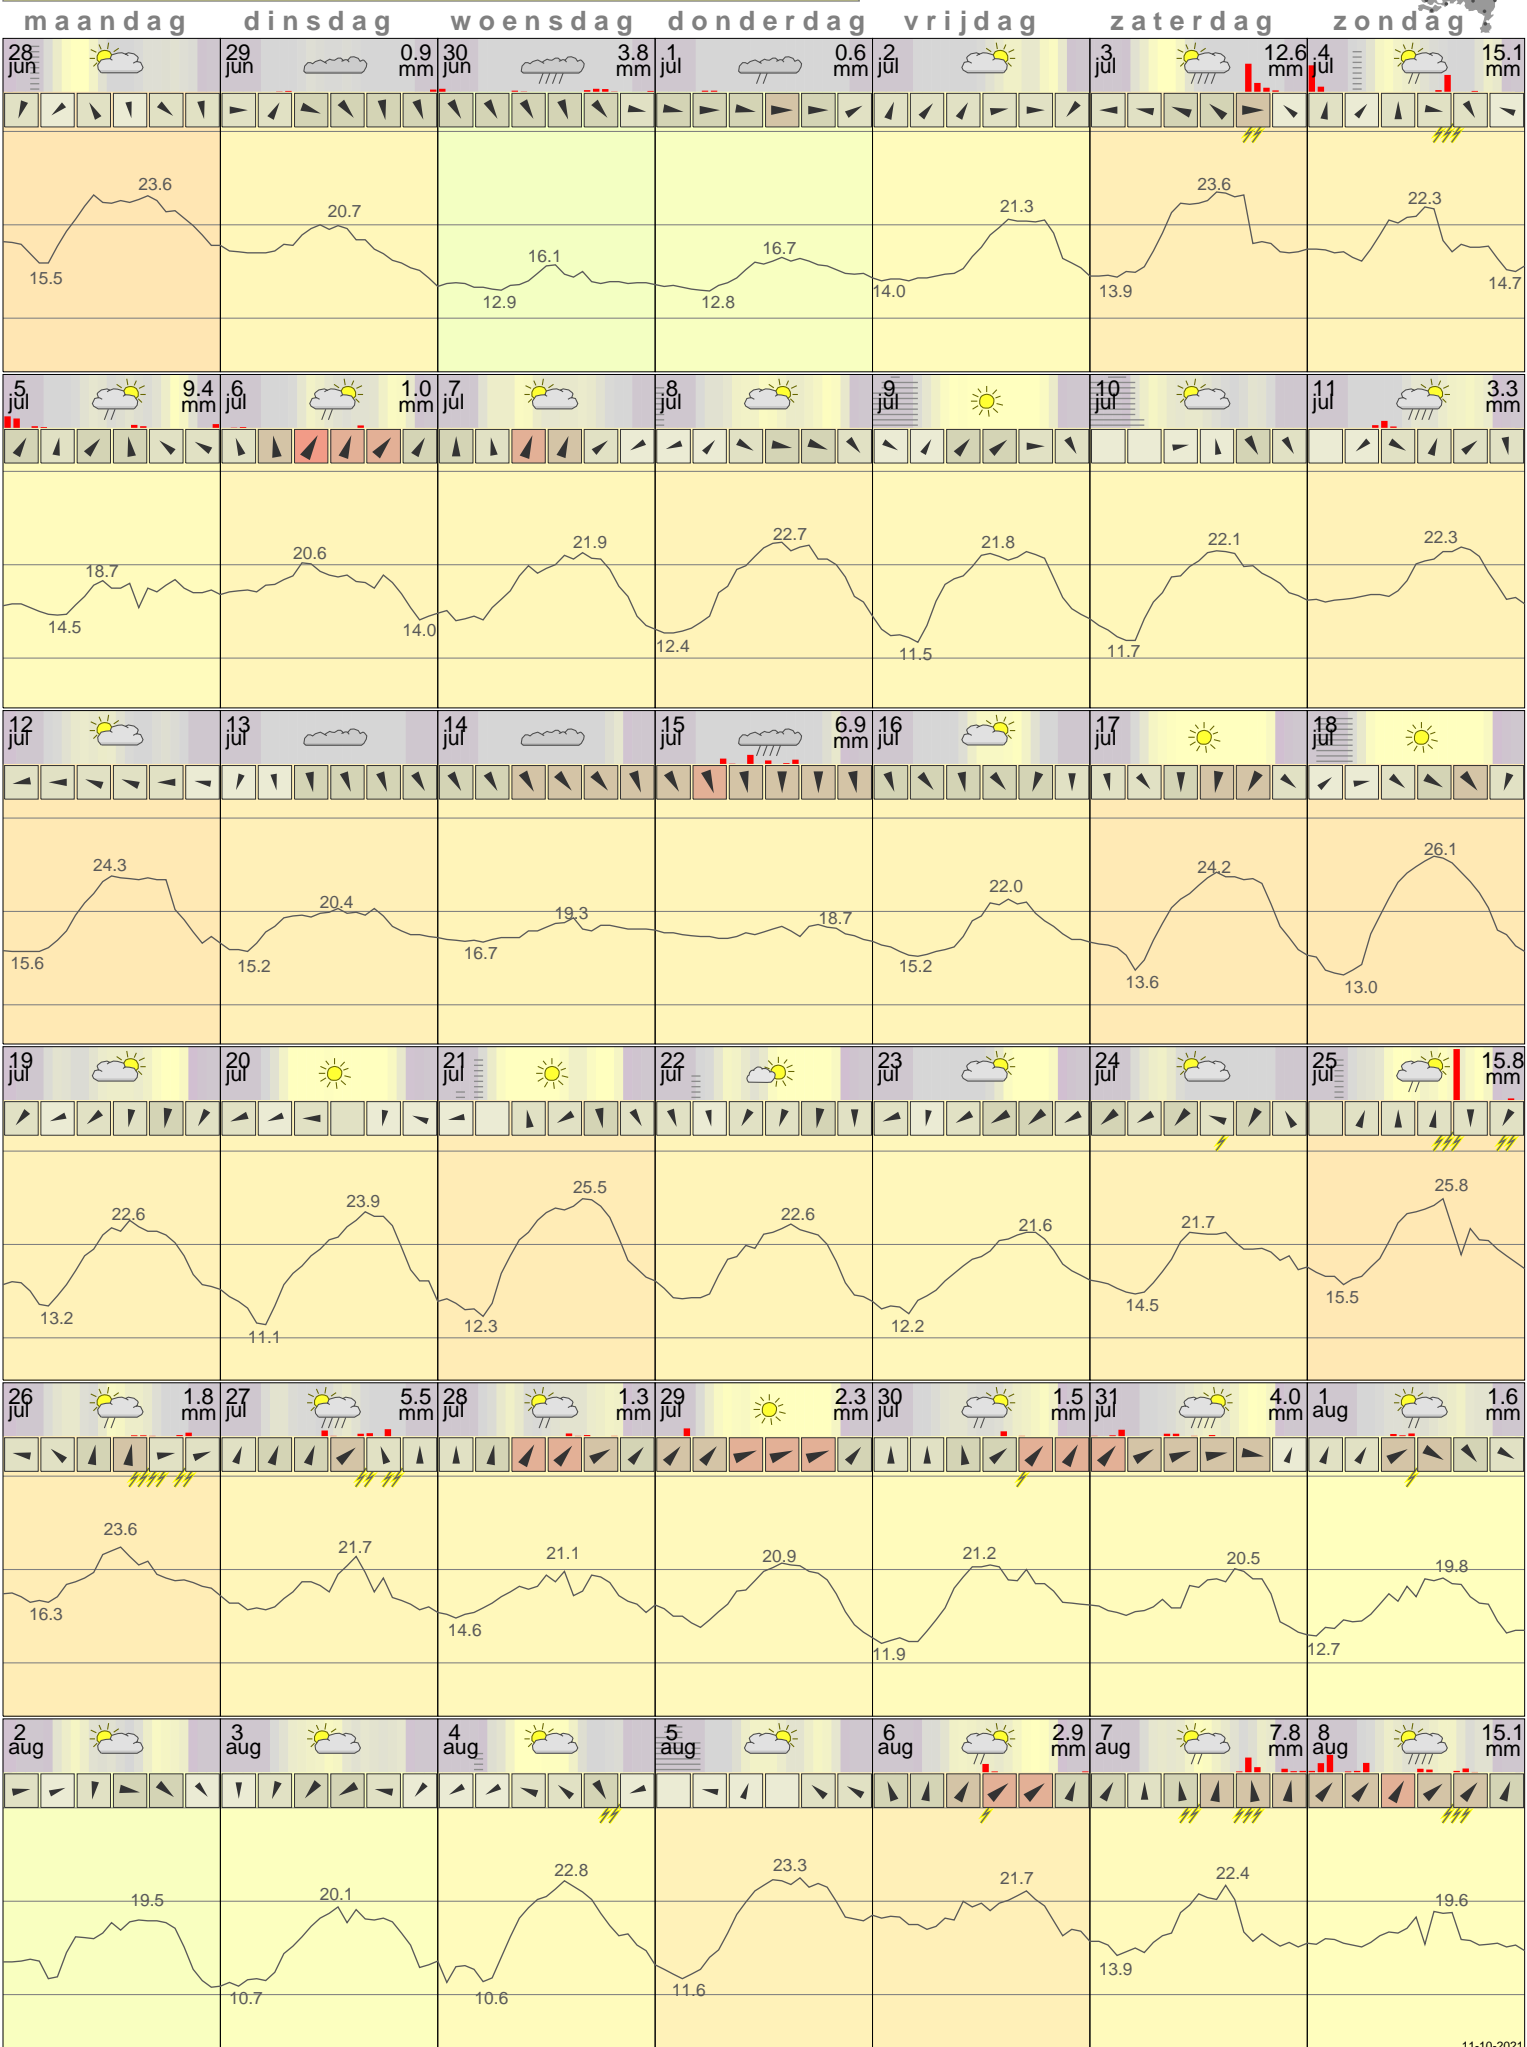 maandag dinsdag woensdag donderdag vrijdag zaterdag zondag
28 jun 29 jun 0.9 mm 30 jun 3.8 mm 1 jul 0.6 mm 2 jul 3 jul 12.6 mm 4 jul 15.1 mm
23.6 20.7 16.1 16.7 21.3 23.6 22.3
15.5 12.9 12.8 14.0 13.9 14.7
5 jul 9.4 mm 6 jul 1.0 mm 7 jul 8 jul 9 jul 10 jul 11 jul 3.3 mm
18.7 20.6 21.9 22.7 21.8 22.1 22.3
14.5 14.0 12.4 11.5 11.7
12 jul 13 jul 14 jul 15 jul 6.9 mm 16 jul 17 jul 18 jul
24.3 20.4 19.3 18.7 22.0 24.2 26.1
15.6 15.2 16.7 15.2 13.6 13.0
19 jul 20 jul 21 jul 22 jul 23 jul 24 jul 25 jul 15.8 mm
22.6 23.9 25.5 22.6 21.6 21.7 25.8
13.2 11.1 12.3 12.2 14.5 15.5
26 jul 1.8 mm 27 jul 5.5 mm 28 jul 1.3 mm 29 jul 2.3 mm 30 jul 1.5 mm 31 jul 4.0 mm 1 aug 1.6 mm
23.6 21.7 21.1 20.9 21.2 20.5 19.8
16.3 14.6 11.9 12.7
2 aug 3 aug 4 aug 5 aug 6 aug 2.9 mm 7 aug 7.8 mm 8 aug 15.1 mm
19.5 20.1 22.8 23.3 21.7 22.4 19.6
10.7 10.6 11.6 13.9
11-10-2021